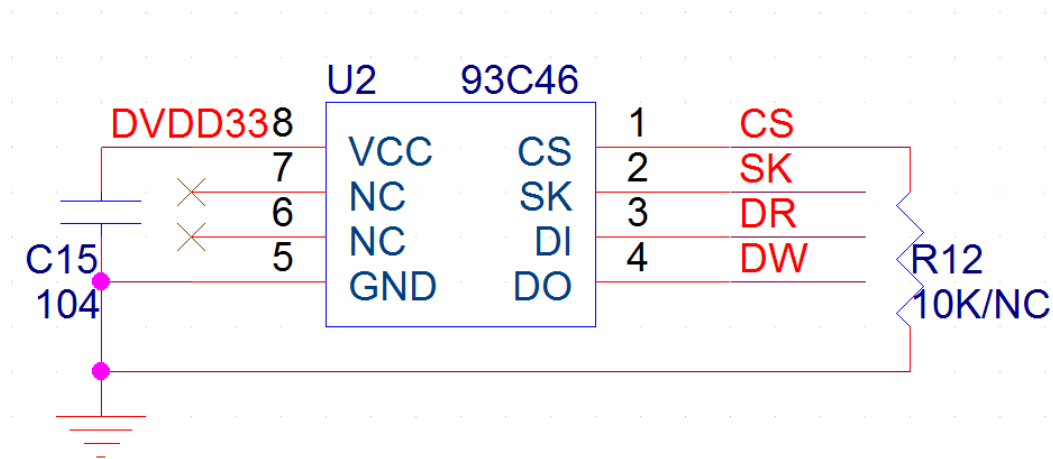 U2 93C46
DVDD33 8 VCC CS 1 CS
7 NC SK 2 SK
6 NC DI 3 DR
5 GND DO 4 DW
C15
104
R12
10K/NC